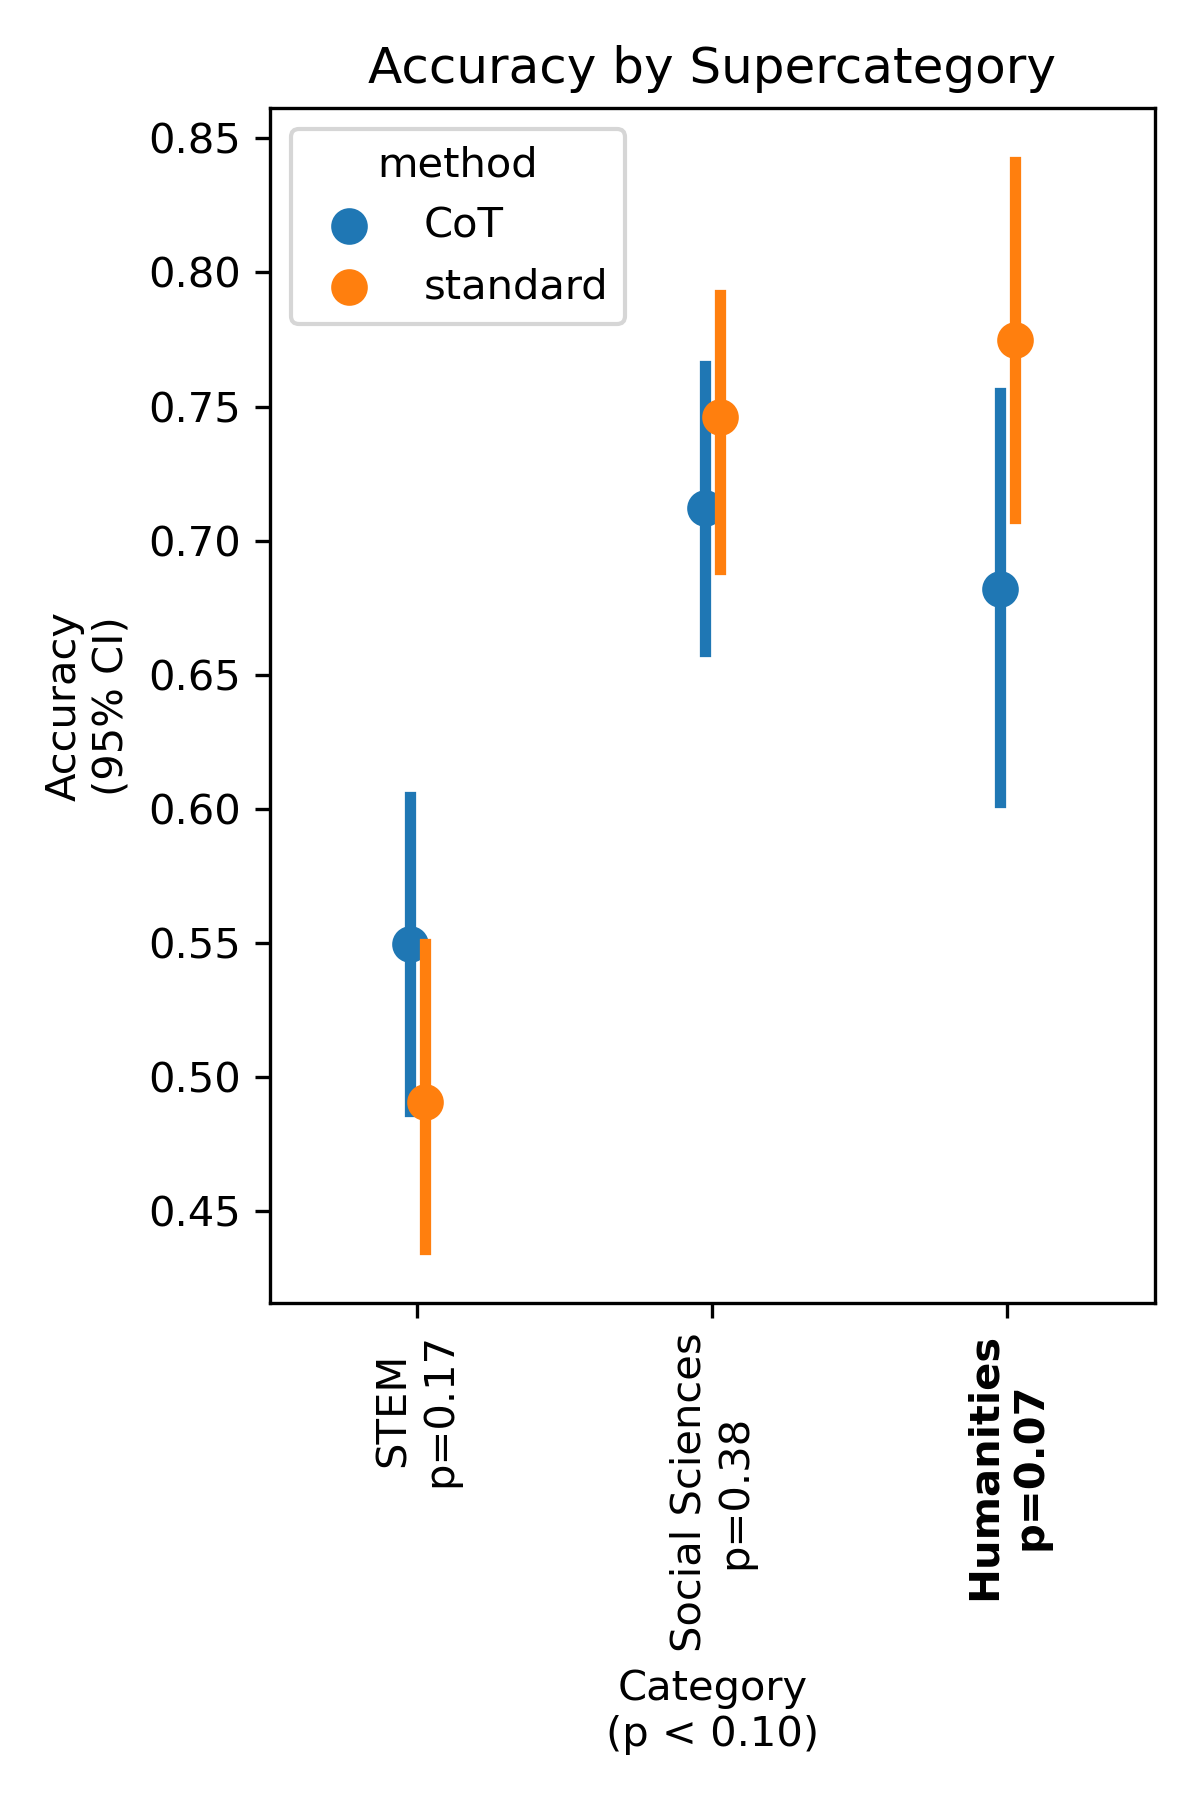 Accuracy by Supercategory
method
CoT
standard
0.85
0.80
0.75
0.70
0.65
0.60
0.55
0.50
0.45
Accuracy
(95% CI)
STEM
p=0.17
Social Sciences
p=0.38
Humanities
p=0.07
Category
(p < 0.10)